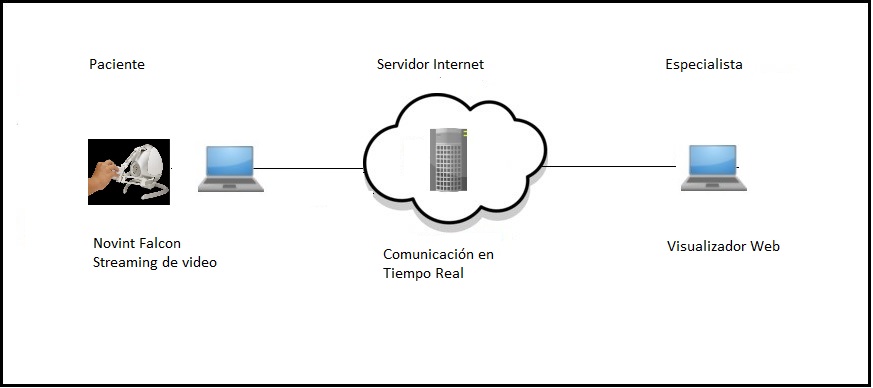 Paciente
Servidor Internet
Especialista
Novint Falcon
Streaming de video
Comunicación en
Tiempo Real
Visualizador Web